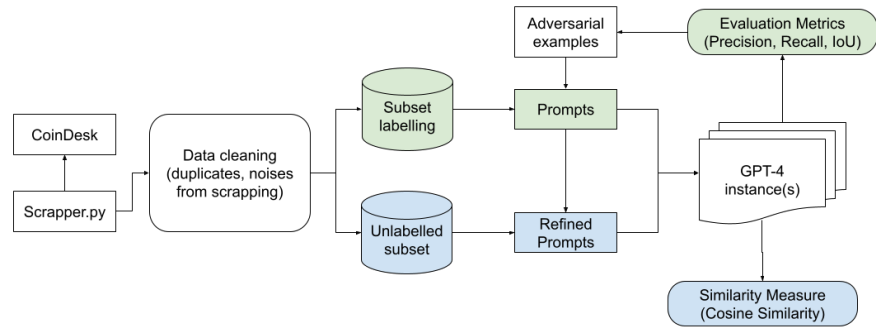 Adversarial
examples
Evaluation Metrics
(Precision, Recall, IoU)
CoinDesk
Scrapper.py
Data cleaning
(duplicates, noises
from scrapping)
Subset
labelling
Prompts
Unlabelled
subset
Refined
Prompts
GPT-4
instance(s)
Similarity Measure
(Cosine Similarity)